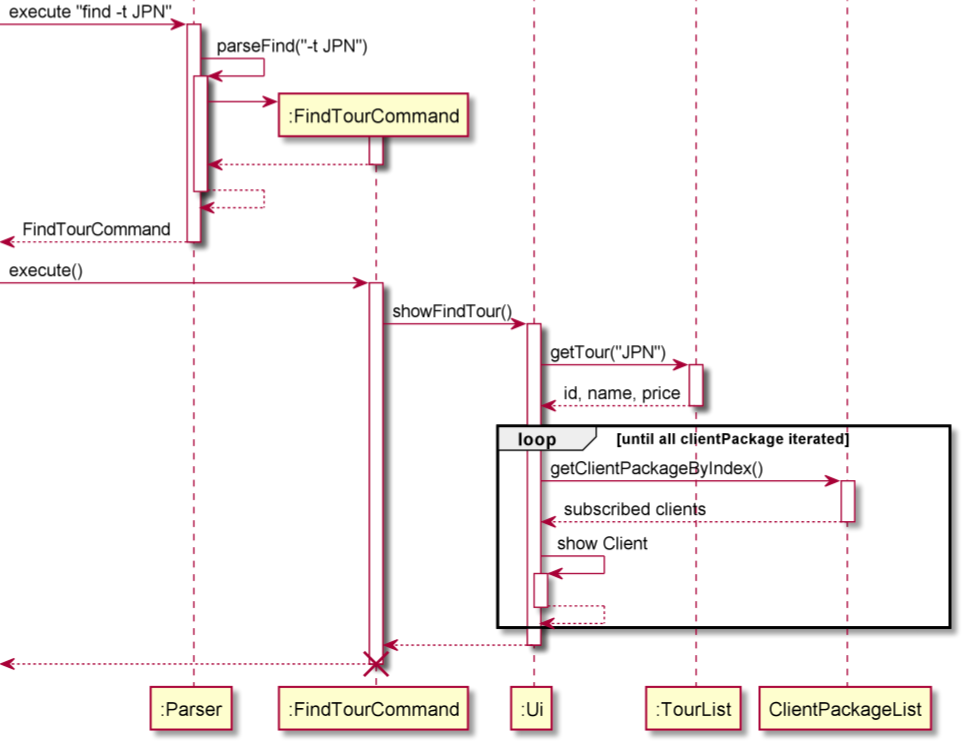 execute "find -t JPN"
parseFind("-t JPN")
:FindTourCommand
FindTourCommand
execute()
showFindTour()
getTour("JPN")
id, name, price
loop [until all clientPackage iterated]
getClientPackageByIndex()
subscribed clients
show Client
:Parser :FindTourCommand :Ui :TourList ClientPackageList